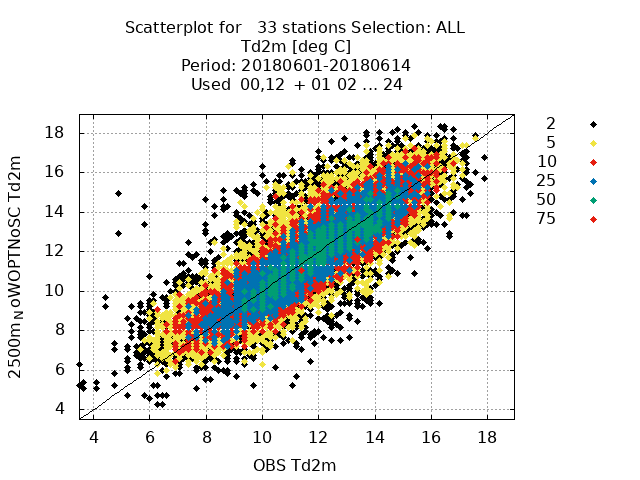 Scatterplot for 33 stations Selection: ALL
Td2m [deg C]
Period: 20180601-20180614
Used 00,12 + 01 02 ... 24
2
5
10
25
50
75
18
16
14
12
10
8
6
4
2500m_NoWOPTNoSC Td2m
4 6 8 10 12 14 16 18
OBS Td2m